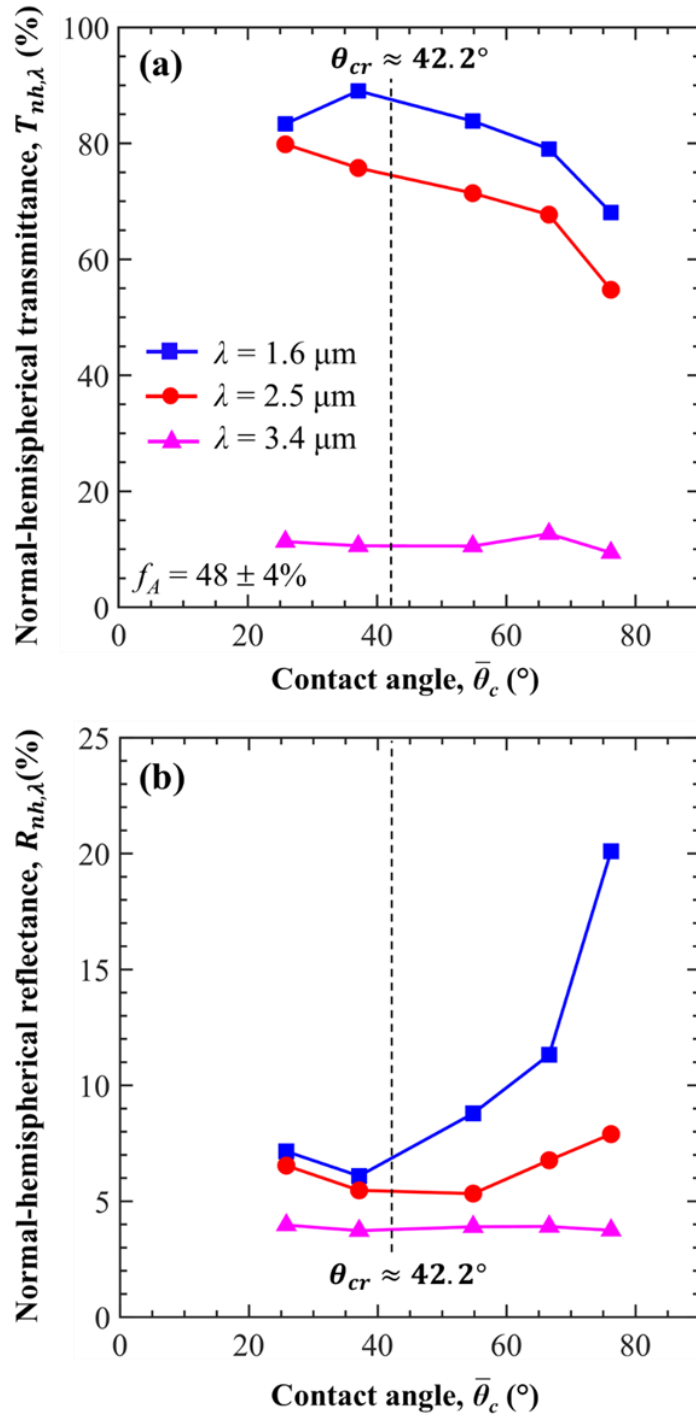 (a)
θcr ≈ 42.2°
Normal-hemispherical transmittance, Tnh,λ (%)
100
80
60
40
20
0
λ = 1.6 μm
λ = 2.5 μm
λ = 3.4 μm
fA = 48 ± 4%
0 20 40 60 80
Contact angle, θ̄c (°)
(b)
Normal-hemispherical reflectance, Rnh,λ(%)
25
20
15
10
5
0
θcr ≈ 42.2°
0 20 40 60 80
Contact angle, θ̄c (°)